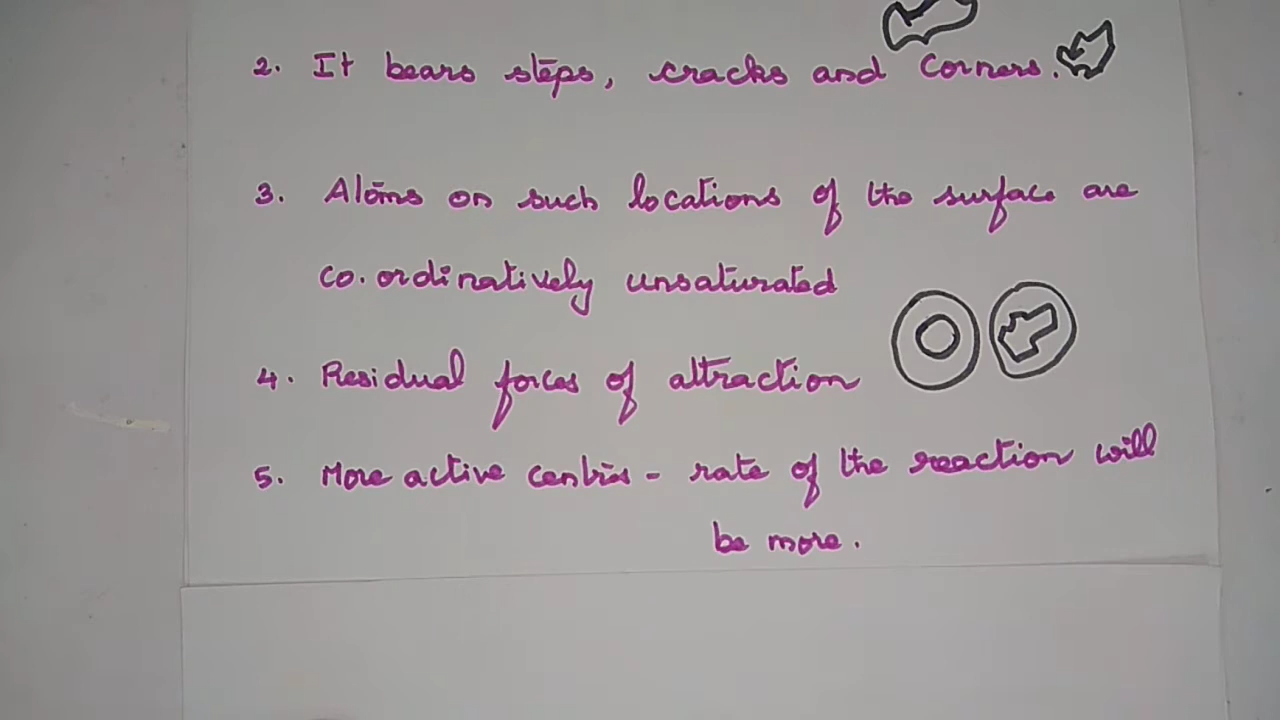 2. It bears steps, cracks and corners.
3. Atoms on such locations of the surface are
co.ordinatively unsaturated
4. Residual forces of attraction
5. More active centres - rate of the reaction will
be more.